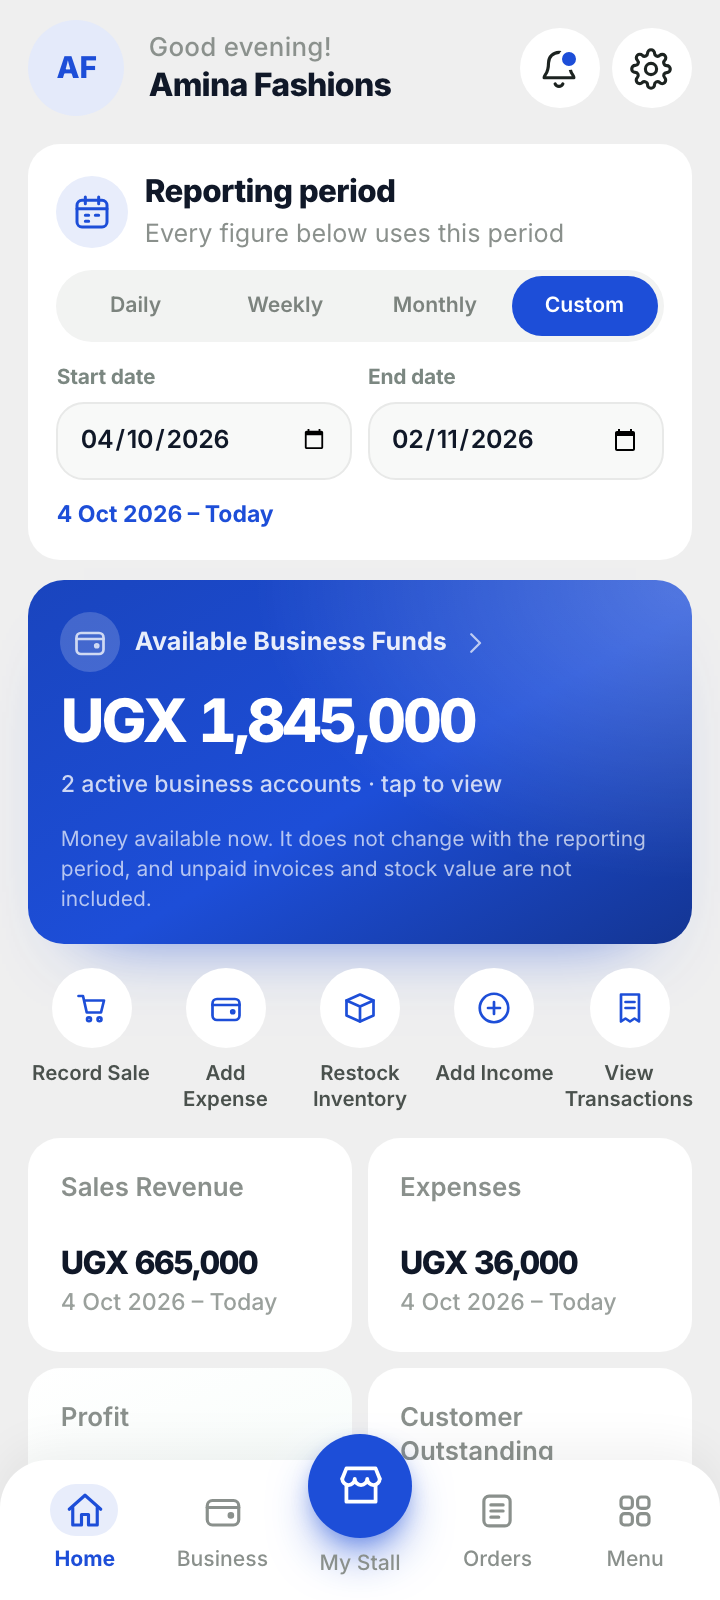 AF
Good evening!
Amina Fashions
Reporting period
Every figure below uses this period
Daily
Weekly
Monthly
Custom
Start date
End date
04/10/2026
02/11/2026
4 Oct 2026 – Today
Available Business Funds
UGX 1,845,000
2 active business accounts · tap to view
Money available now. It does not change with the reporting
period, and unpaid invoices and stock value are not
included.
Record Sale
Add
Expense
Restock
Inventory
Add Income
View
Transactions
Sales Revenue
UGX 665,000
4 Oct 2026 – Today
Expenses
UGX 36,000
4 Oct 2026 – Today
Profit
Customer
Outstanding
Home
Business
My Stall
Orders
Menu